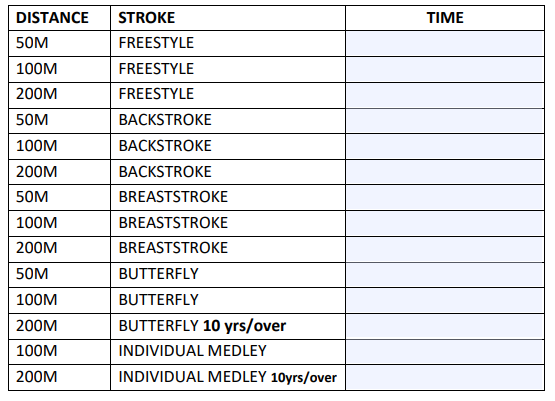 DISTANCE STROKE TIME
50M FREESTYLE
100M FREESTYLE
200M FREESTYLE
50M BACKSTROKE
100M BACKSTROKE
200M BACKSTROKE
50M BREASTSTROKE
100M BREASTSTROKE
200M BREASTSTROKE
50M BUTTERFLY
100M BUTTERFLY
200M BUTTERFLY 10 yrs/over
100M INDIVIDUAL MEDLEY
200M INDIVIDUAL MEDLEY 10yrs/over